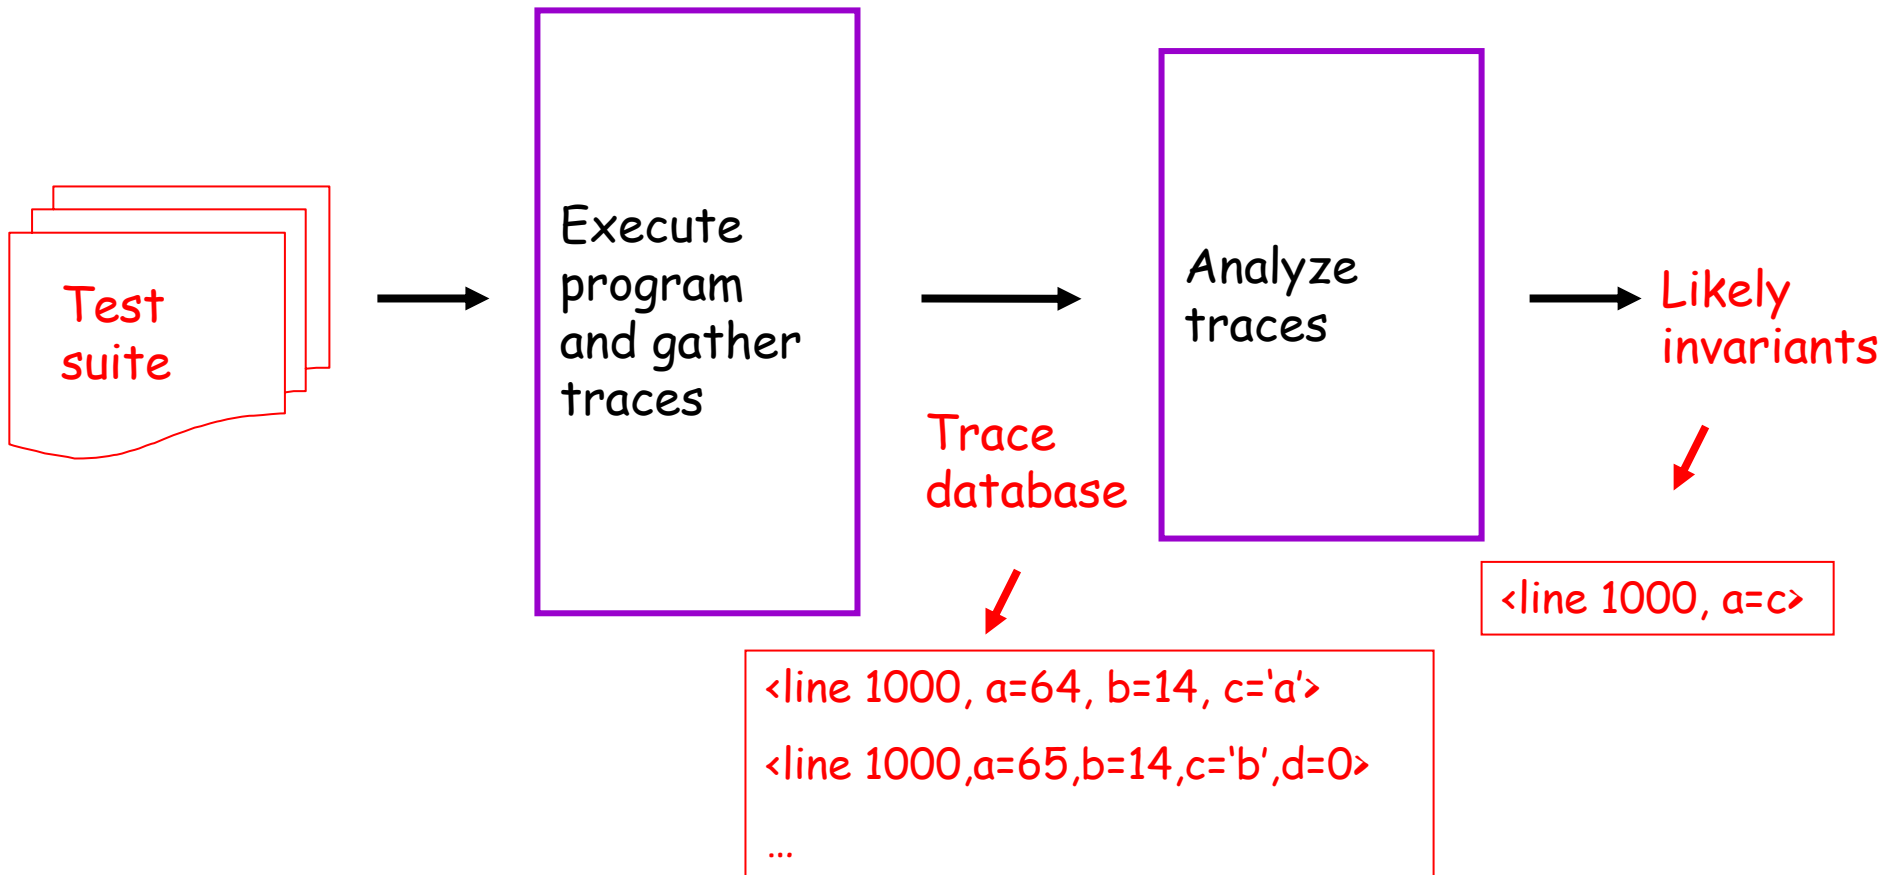 Test
suite
Execute
program
and gather
traces
Trace
database
Analyze
traces
Likely
invariants
<line 1000, a=c>
<line 1000, a=64, b=14, c=‘a’>
<line 1000,a=65,b=14,c=‘b’,d=0>
...